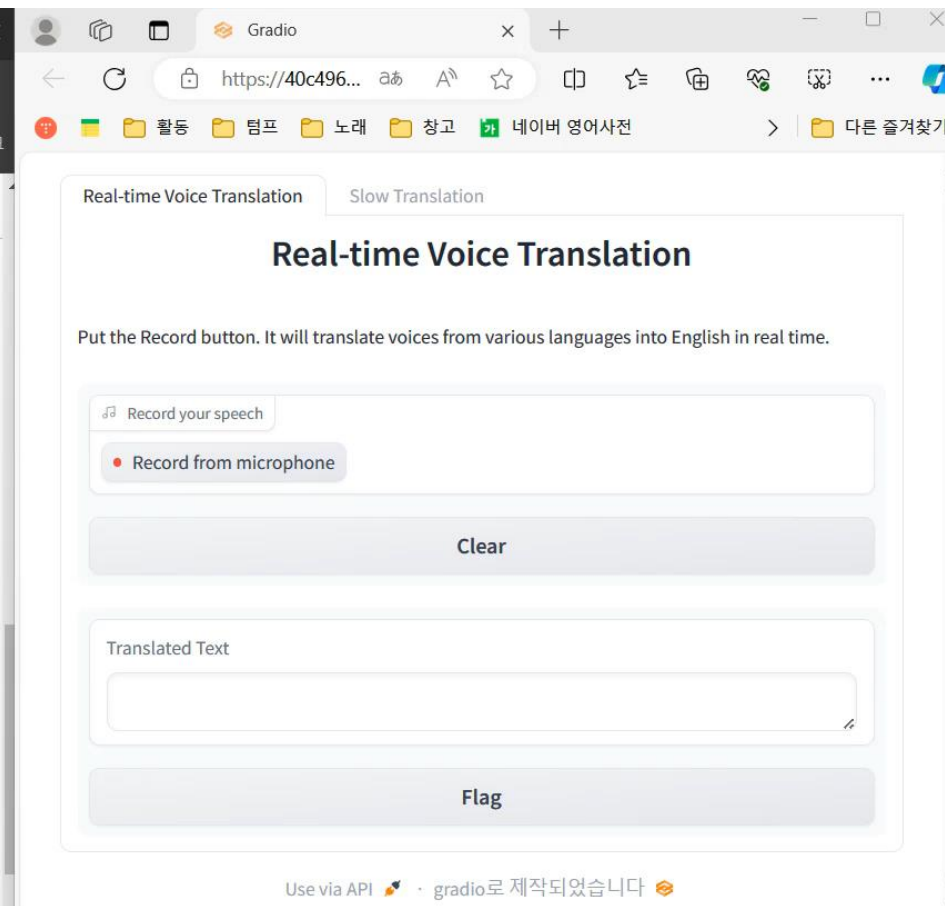 Gradio
https://40c496...
활동 텀프 노래 창고 네이버 영어사전 다른 즐겨찾기
Real-time Voice Translation Slow Translation
Real-time Voice Translation
Put the Record button. It will translate voices from various languages into English in real time.
Record your speech
Record from microphone
Clear
Translated Text
Flag
Use via API · gradio로 제작되었습니다